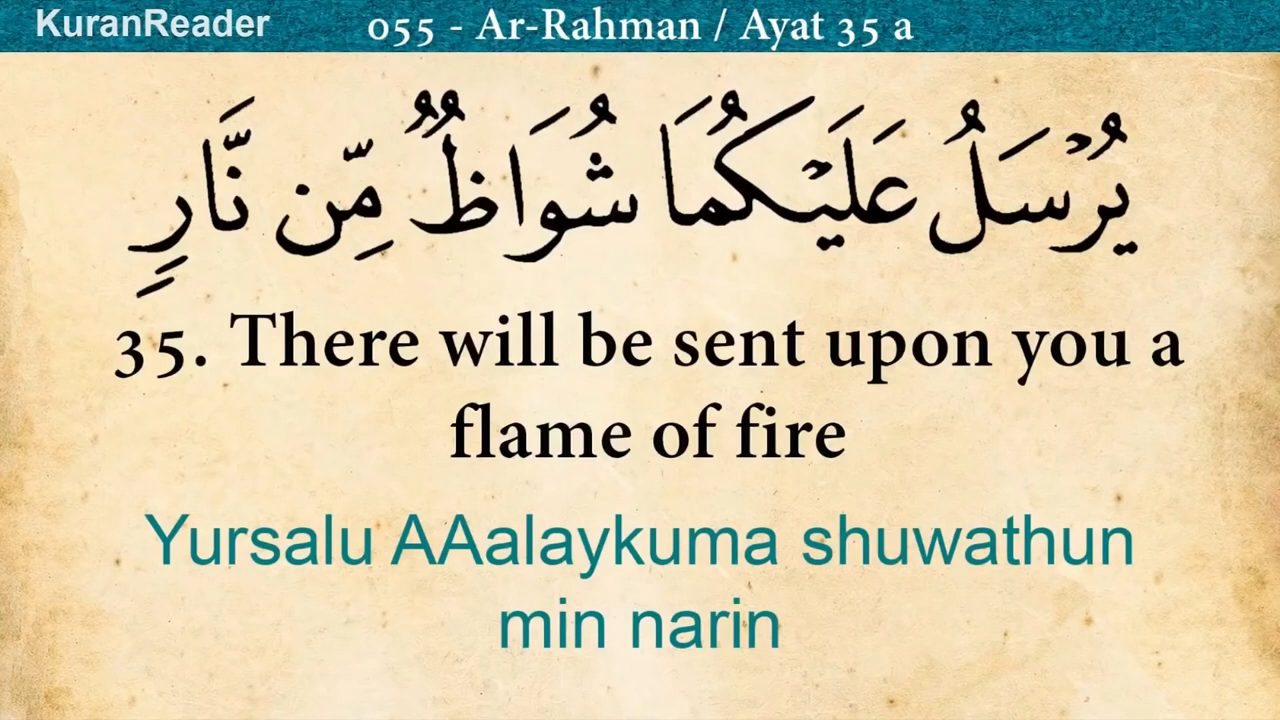 KuranReader
055 - Ar-Rahman / Ayat 35 a
يُرْسَلُ عَلَيْكُمَا شُوَاظٌ مِّن نَّارٍ
35. There will be sent upon you a
flame of fire
Yursalu AAalaykuma shuwathun
min narin